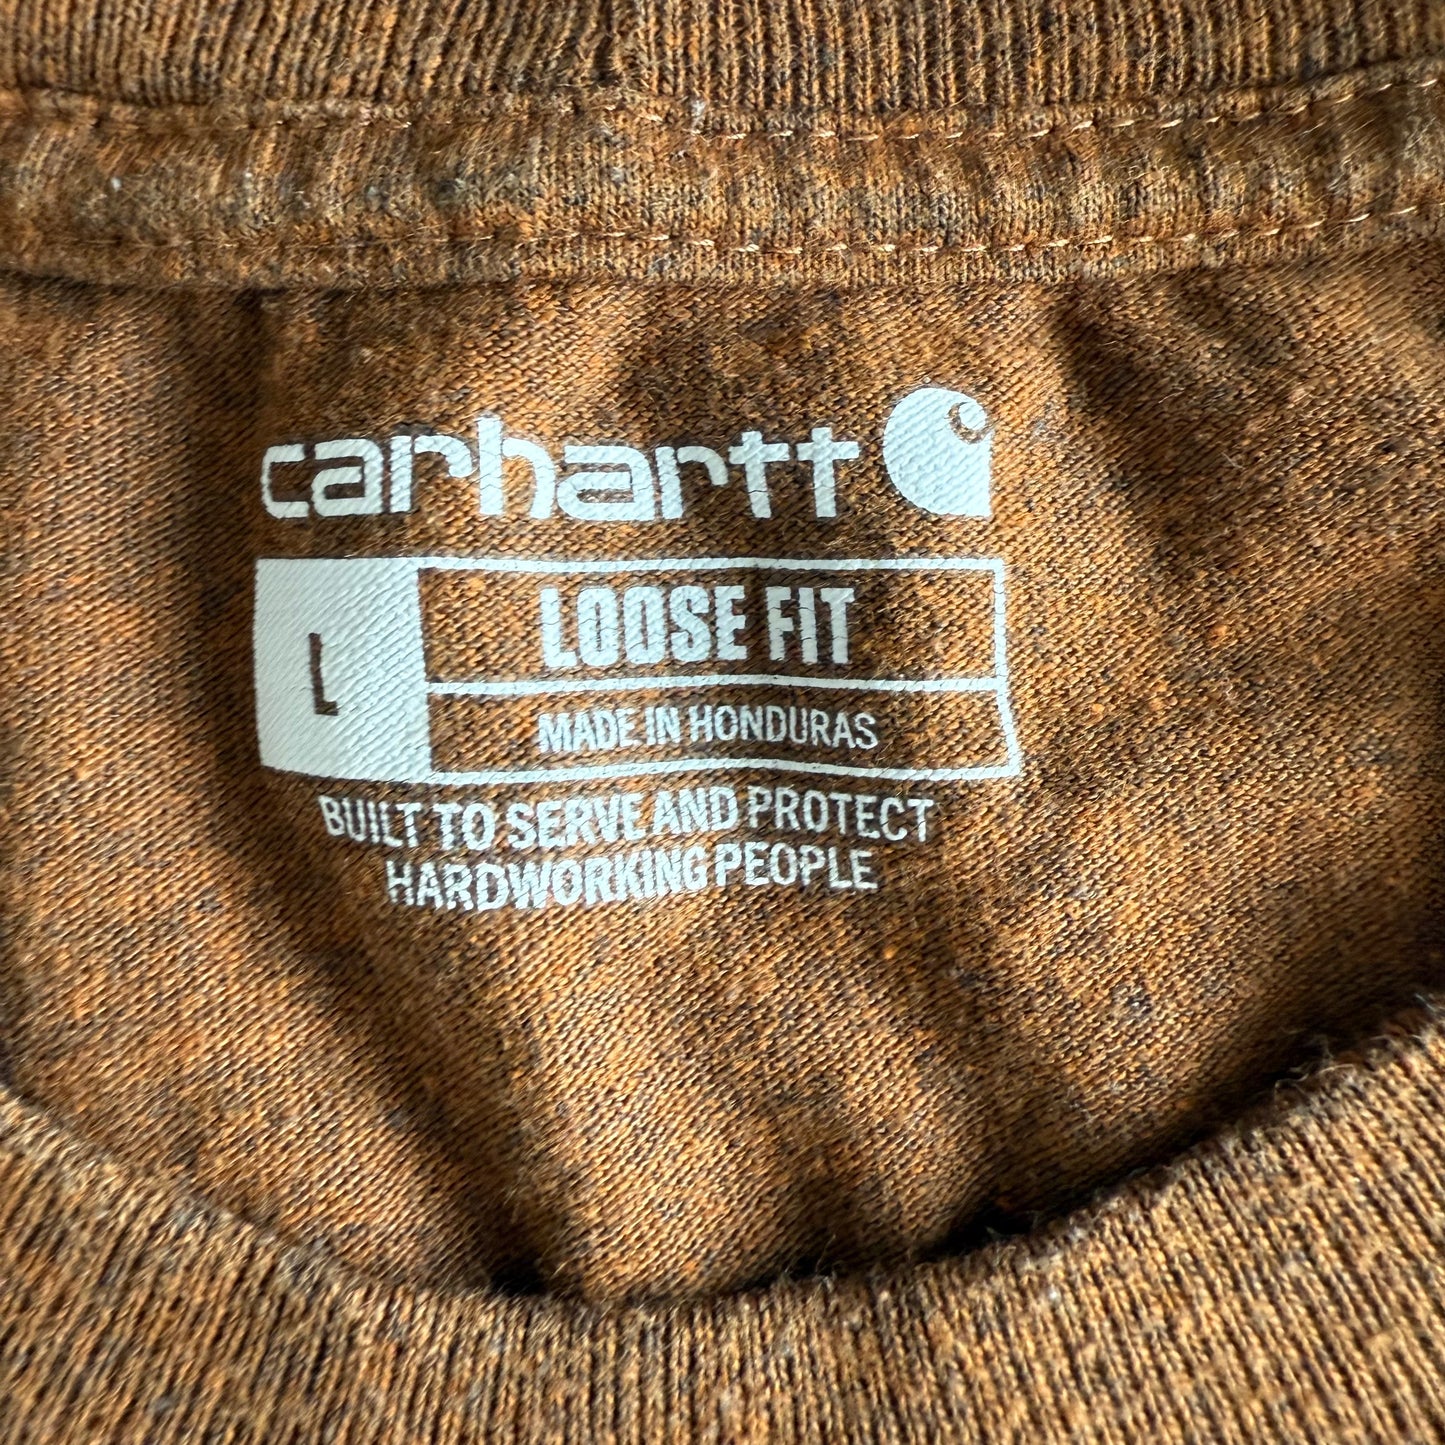 carhartt
L
LOOSE FIT
MADE IN HONDURAS
BUILT TO SERVE AND PROTECT
HARDWORKING PEOPLE